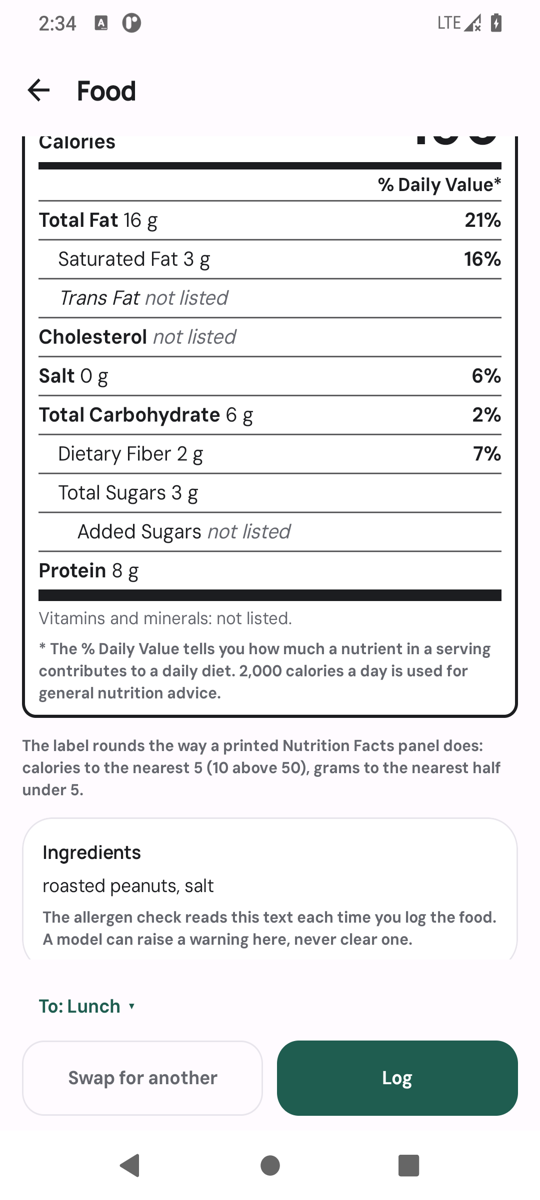 2:34
LTE
Food
Calories
% Daily Value*
Total Fat 16 g 21%
Saturated Fat 3 g 16%
Trans Fat not listed
Cholesterol not listed
Salt 0 g 6%
Total Carbohydrate 6 g 2%
Dietary Fiber 2 g 7%
Total Sugars 3 g
Added Sugars not listed
Protein 8 g
Vitamins and minerals: not listed.
* The % Daily Value tells you how much a nutrient in a serving
contributes to a daily diet. 2,000 calories a day is used for
general nutrition advice.
The label rounds the way a printed Nutrition Facts panel does:
calories to the nearest 5 (10 above 50), grams to the nearest half
under 5.
Ingredients
roasted peanuts, salt
The allergen check reads this text each time you log the food.
A model can raise a warning here, never clear one.
To: Lunch
Swap for another
Log